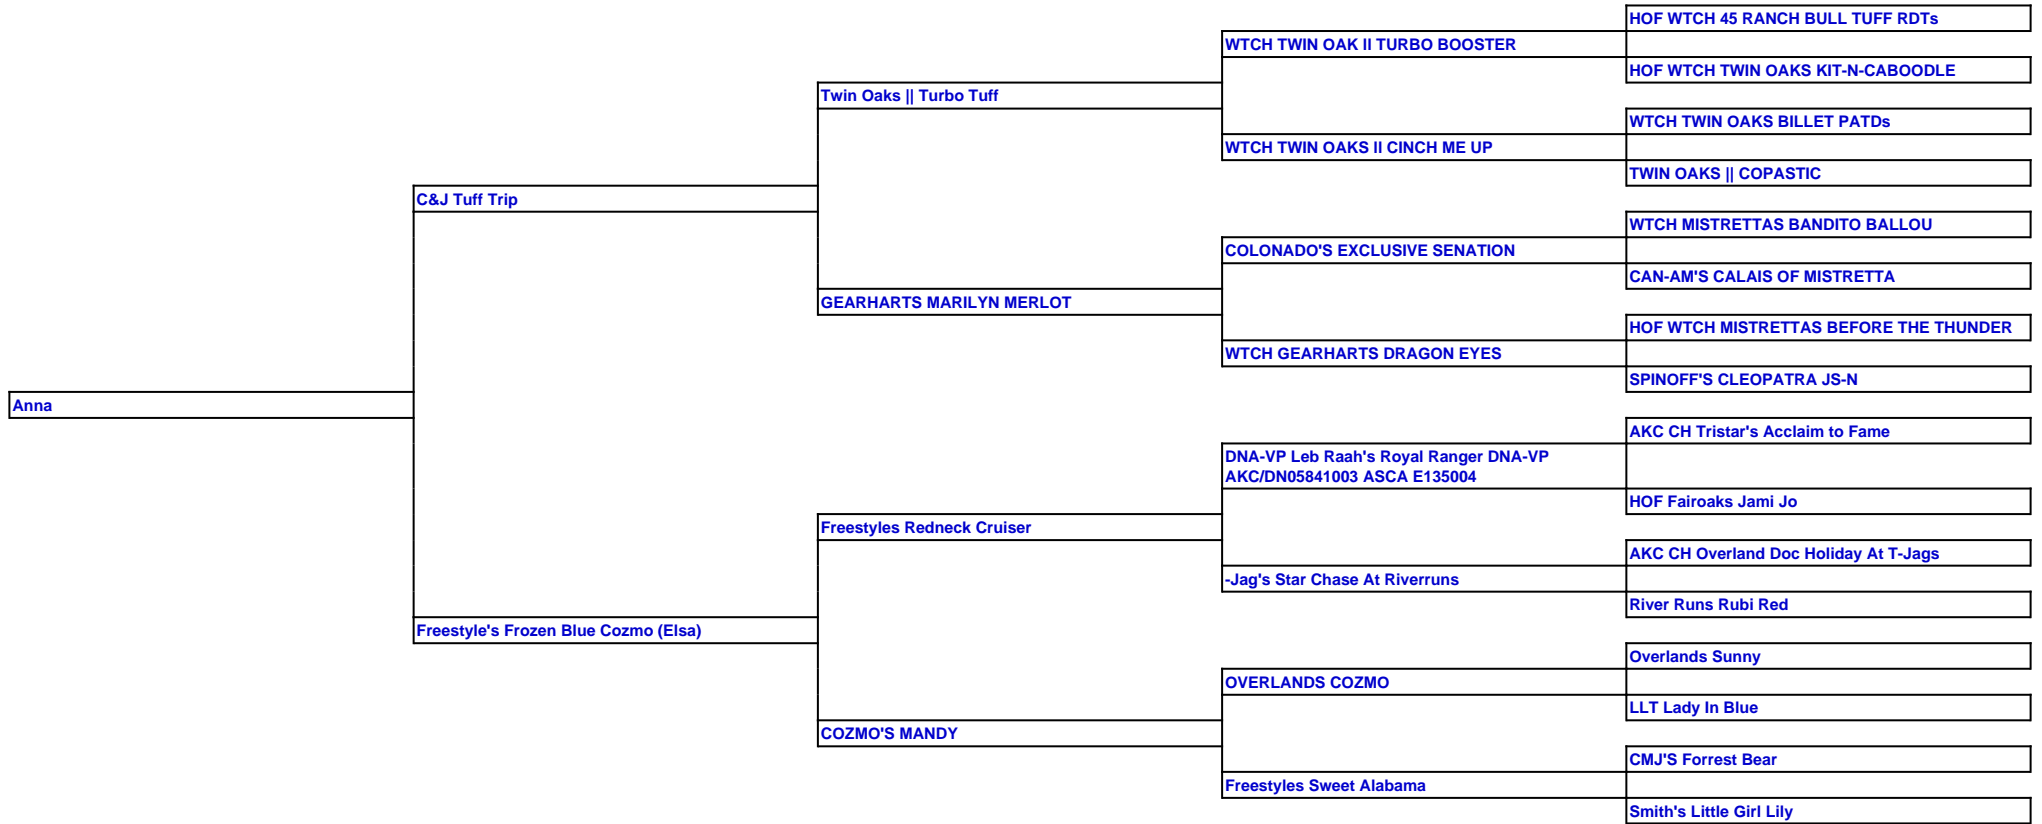 HOF WTCH 45 RANCH BULL TUFF RDTs
WTCH TWIN OAK II TURBO BOOSTER
HOF WTCH TWIN OAKS KIT-N-CABOODLE
Twin Oaks || Turbo Tuff
WTCH TWIN OAKS BILLET PATDs
WTCH TWIN OAKS II CINCH ME UP
TWIN OAKS || COPASTIC
C&J Tuff Trip
WTCH MISTRETTAS BANDITO BALLOU
COLONADO'S EXCLUSIVE SENATION
CAN-AM'S CALAIS OF MISTRETTA
GEARHARTS MARILYN MERLOT
HOF WTCH MISTRETTAS BEFORE THE THUNDER
WTCH GEARHARTS DRAGON EYES
SPINOFF'S CLEOPATRA JS-N
Anna
AKC CH Tristar's Acclaim to Fame
DNA-VP Leb Raah's Royal Ranger DNA-VP
AKC/DN05841003 ASCA E135004
HOF Fairoaks Jami Jo
Freestyles Redneck Cruiser
AKC CH Overland Doc Holiday At T-Jags
-Jag's Star Chase At Riverruns
River Runs Rubi Red
Freestyle's Frozen Blue Cozmo (Elsa)
Overlands Sunny
OVERLANDS COZMO
LLT Lady In Blue
COZMO'S MANDY
CMJ'S Forrest Bear
Freestyles Sweet Alabama
Smith's Little Girl Lily